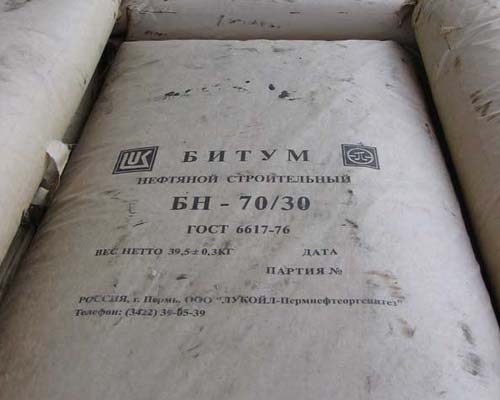 LUK БИТУМ
НЕФТЯНОЙ СТРОИТЕЛЬНЫЙ
БН - 70/30
ГОСТ 6617-76
ВЕС НЕТТО 39,5±0,3КГ ДАТА
ПАРТИЯ №
РОССИЯ, г. Пермь, ООО "ЛУКОЙЛ-Пермнефтеоргсинтез"
Телефон: (3422) 39-05-39